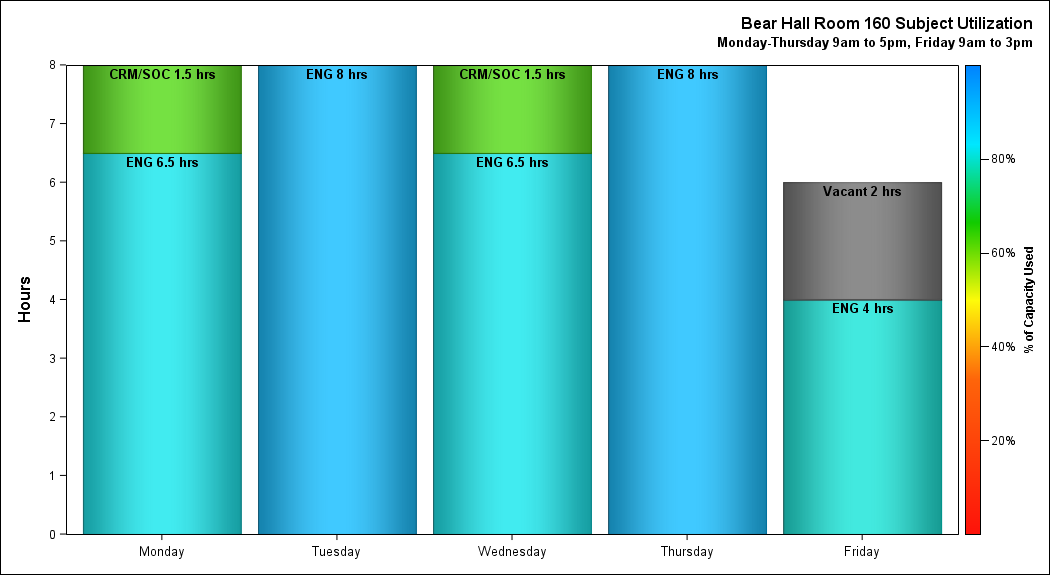 Bear Hall Room 160 Subject Utilization
Monday-Thursday 9am to 5pm, Friday 9am to 3pm
8
7
6
5
4
3
2
1
0
Hours
CRM/SOC 1.5 hrs
ENG 6.5 hrs
ENG 8 hrs
CRM/SOC 1.5 hrs
ENG 6.5 hrs
ENG 8 hrs
Vacant 2 hrs
ENG 4 hrs
Monday
Tuesday
Wednesday
Thursday
Friday
80%
60%
40%
20%
% of Capacity Used